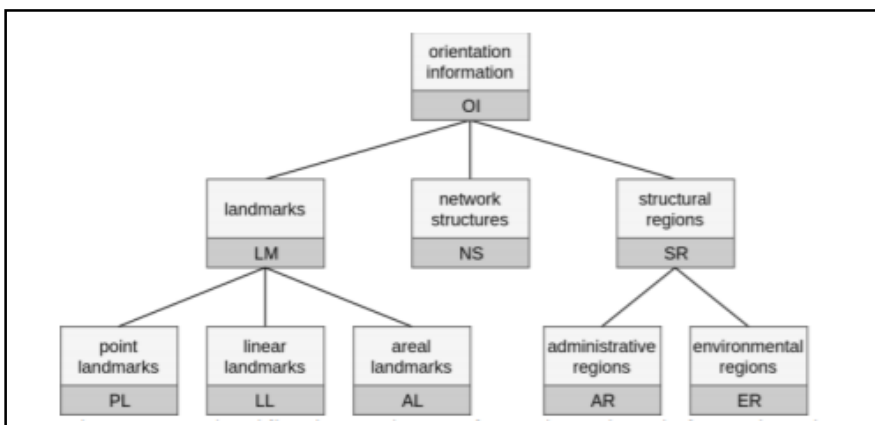 orientation
information
OI
landmarks
LM
network
structures
NS
structural
regions
SR
point
landmarks
PL
linear
landmarks
LL
areal
landmarks
AL
administrative
regions
AR
environmental
regions
ER